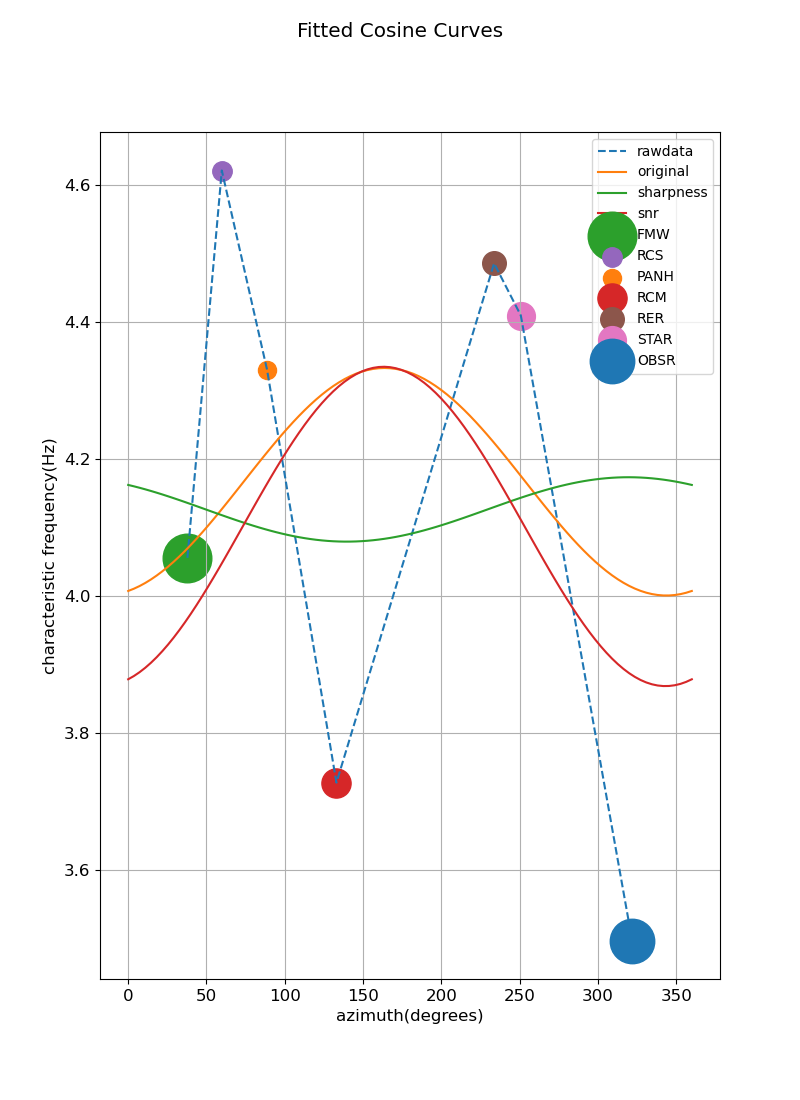 Fitted Cosine Curves
rawdata
original
sharpness
snr
FMW
RCS
PANH
RCM
RER
STAR
OBSR
4.6
4.4
4.2
4.0
3.8
3.6
characteristic frequency(Hz)
0 50 100 150 200 250 300 350
azimuth(degrees)